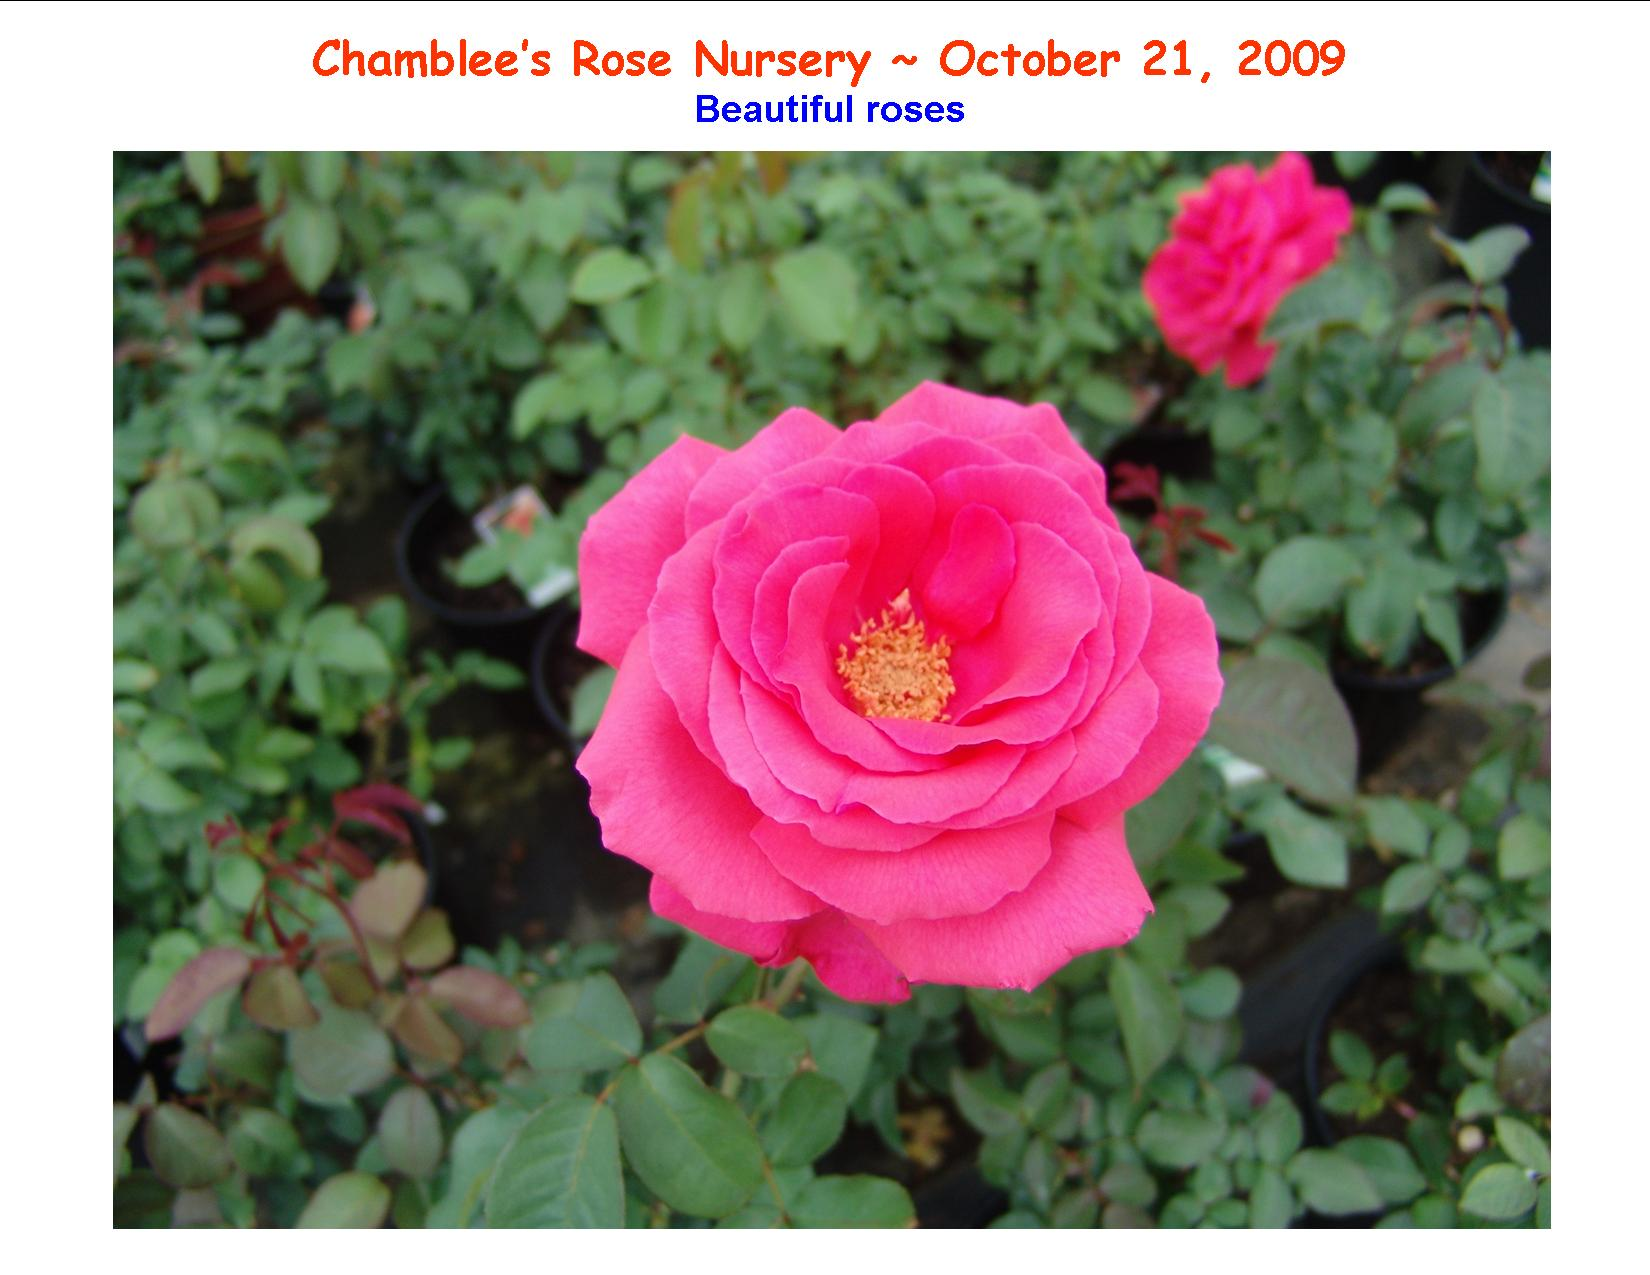 Chamblee's Rose Nursery ~ October 21, 2009
Beautiful roses